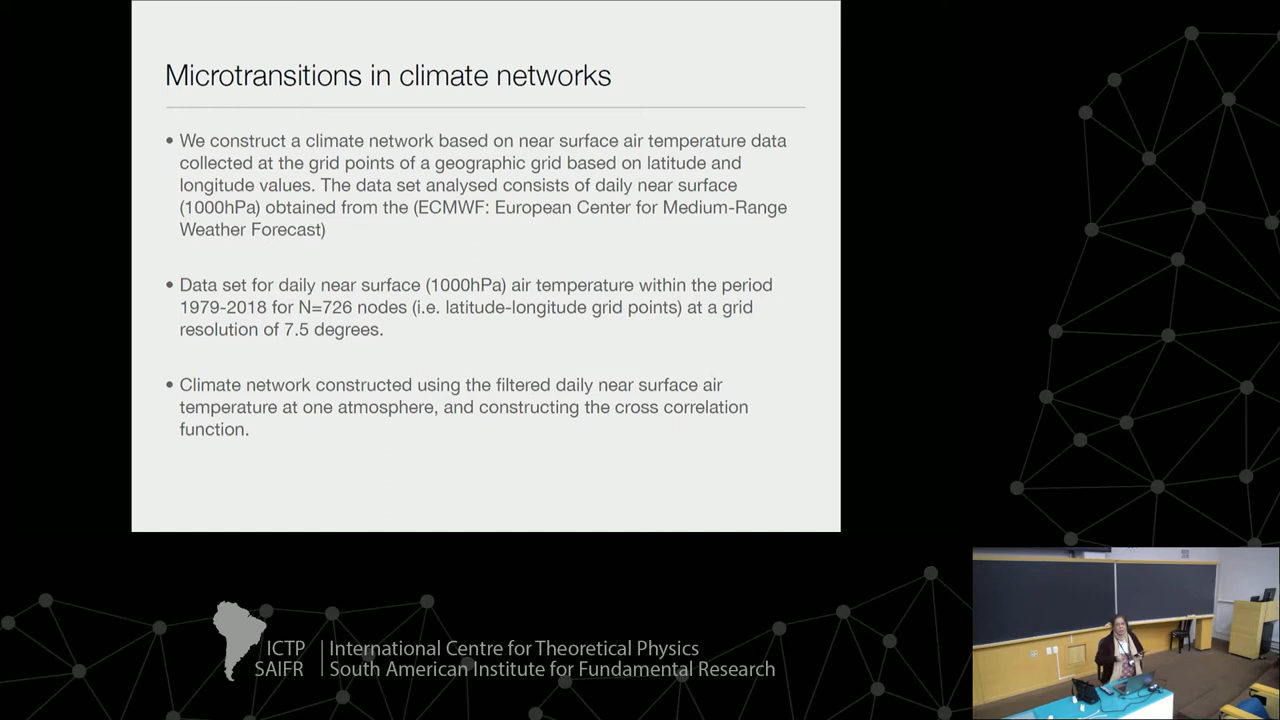 Microtransitions in climate networks
• We construct a climate network based on near surface air temperature data
collected at the grid points of a geographic grid based on latitude and
longitude values. The data set analysed consists of daily near surface
(1000hPa) obtained from the (ECMWF: European Center for Medium-Range
Weather Forecast)
• Data set for daily near surface (1000hPa) air temperature within the period
1979-2018 for N=726 nodes (i.e. latitude-longitude grid points) at a grid
resolution of 7.5 degrees.
• Climate network constructed using the filtered daily near surface air
temperature at one atmosphere, and constructing the cross correlation
function.
ICTP | International Centre for Theoretical Physics
SAIFR | South American Institute for Fundamental Research